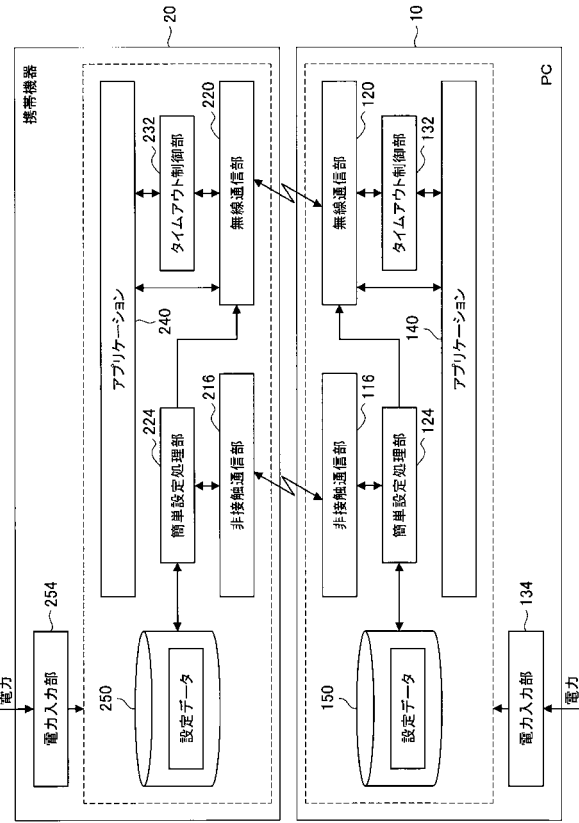 携帯機器
20
電力
電力入力部
254
アプリケーション
240
タイムアウト制御部
232
無線通信部
220
簡単設定処理部
224
非接触通信部
216
250
設定データ
PC
10
無線通信部
120
タイムアウト制御部
132
非接触通信部
116
簡単設定処理部
124
アプリケーション
140
150
設定データ
電力入力部
134
電力